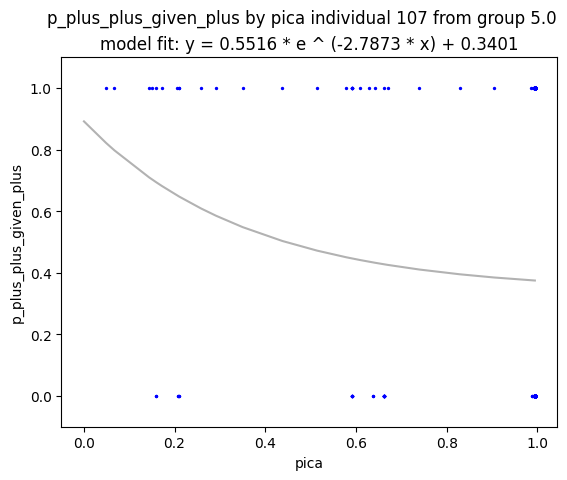 p_plus_plus_given_plus by pica individual 107 from group 5.0
model fit: y = 0.5516 * e ^ (-2.7873 * x) + 0.3401
1.0
0.8
0.6
0.4
0.2
0.0
p_plus_plus_given_plus
0.0 0.2 0.4 0.6 0.8 1.0
pica